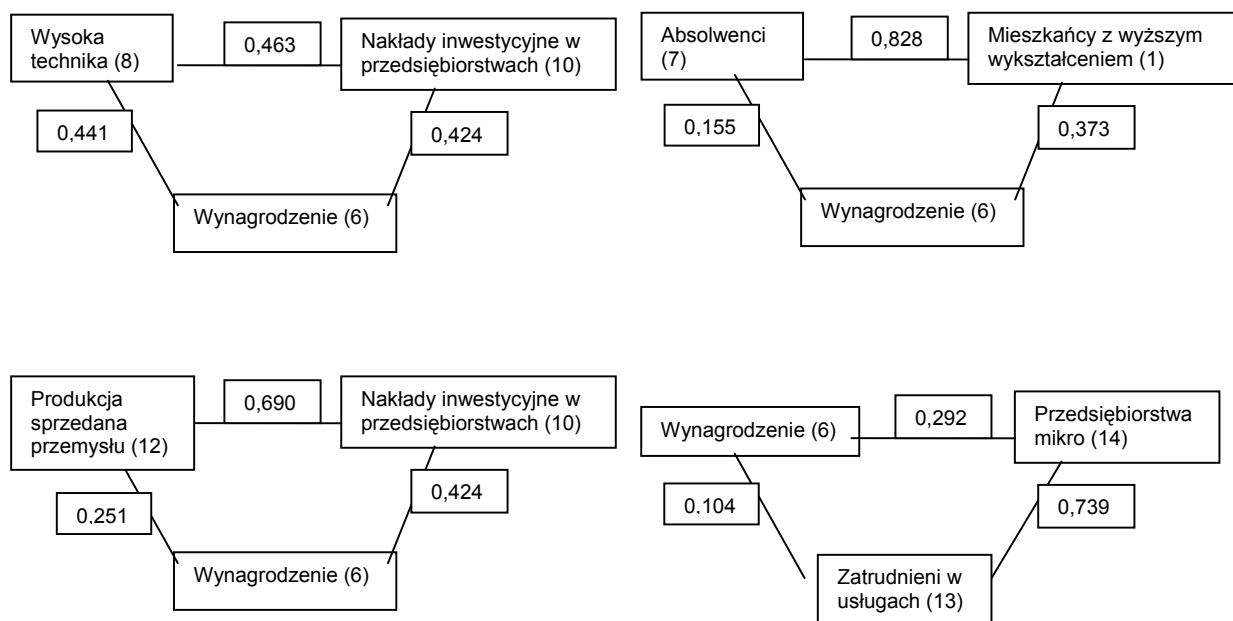 Wysoka
technika (8)
0,463
Nakłady inwestycyjne w
przedsiębiorstwach (10)
0,441
0,424
Wynagrodzenie (6)
Absolwenci
(7)
0,828
Mieszkańcy z wyższym
wykształceniem (1)
0,155
0,373
Wynagrodzenie (6)
Produkcja
sprzedana
przemysłu (12)
0,690
Nakłady inwestycyjne w
przedsiębiorstwach (10)
0,251
0,424
Wynagrodzenie (6)
Wynagrodzenie (6)
0,292
Przedsiębiorstwa
mikro (14)
0,104
0,739
Zatrudnieni w
usługach (13)